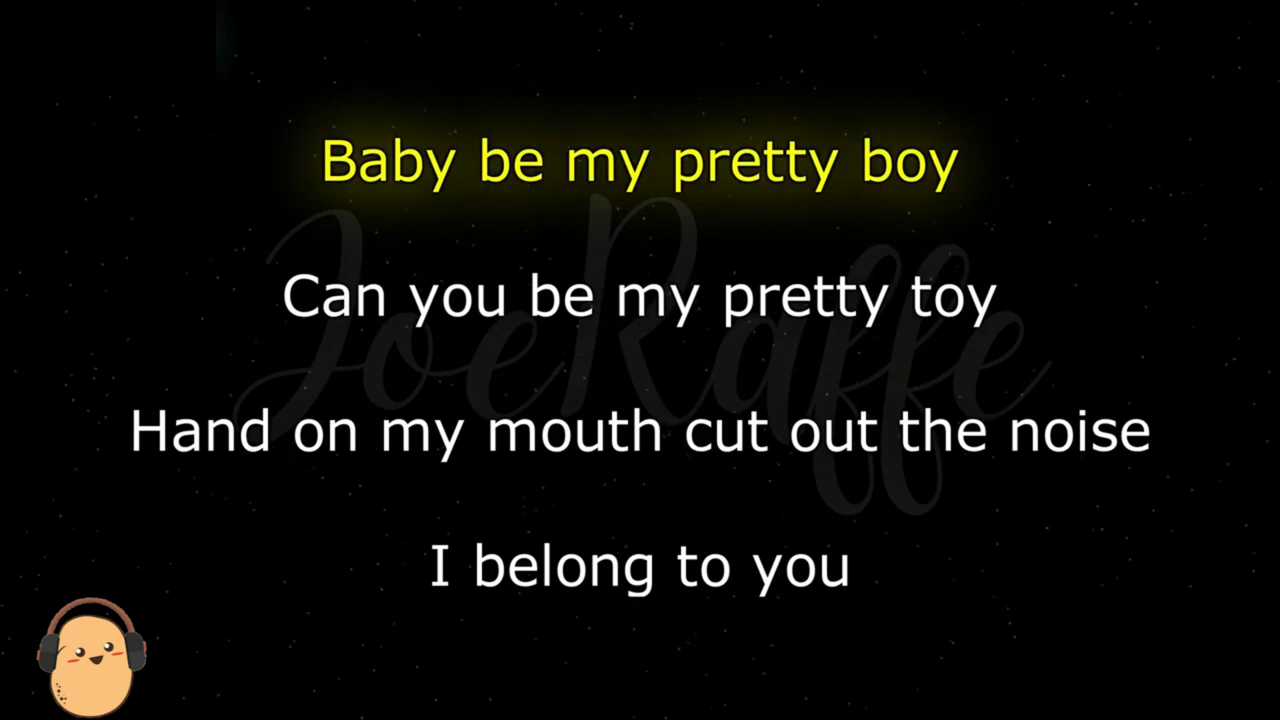 Baby be my pretty boy
Can you be my pretty toy
JoeRaffe
Hand on my mouth cut out the noise
I belong to you